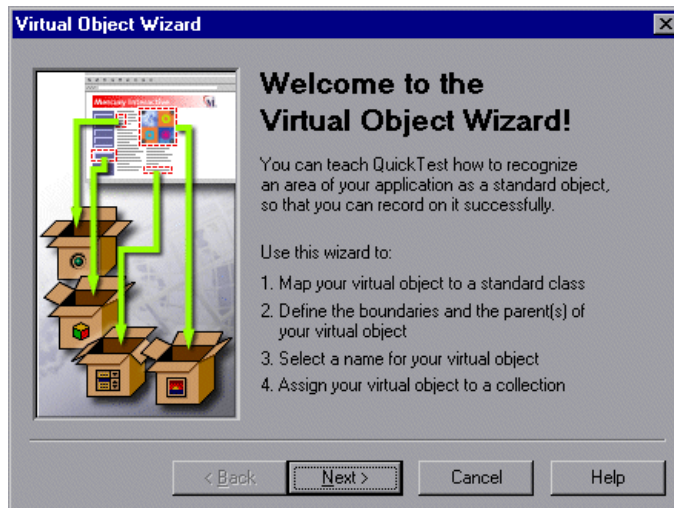 Virtual Object Wizard
Mercury Interactive
Welcome to the
Virtual Object Wizard!
You can teach QuickTest how to recognize
an area of your application as a standard object,
so that you can record on it successfully.
Use this wizard to:
1. Map your virtual object to a standard class
2. Define the boundaries and the parent(s) of
your virtual object
3. Select a name for your virtual object
4. Assign your virtual object to a collection
< Back
Next >
Cancel
Help